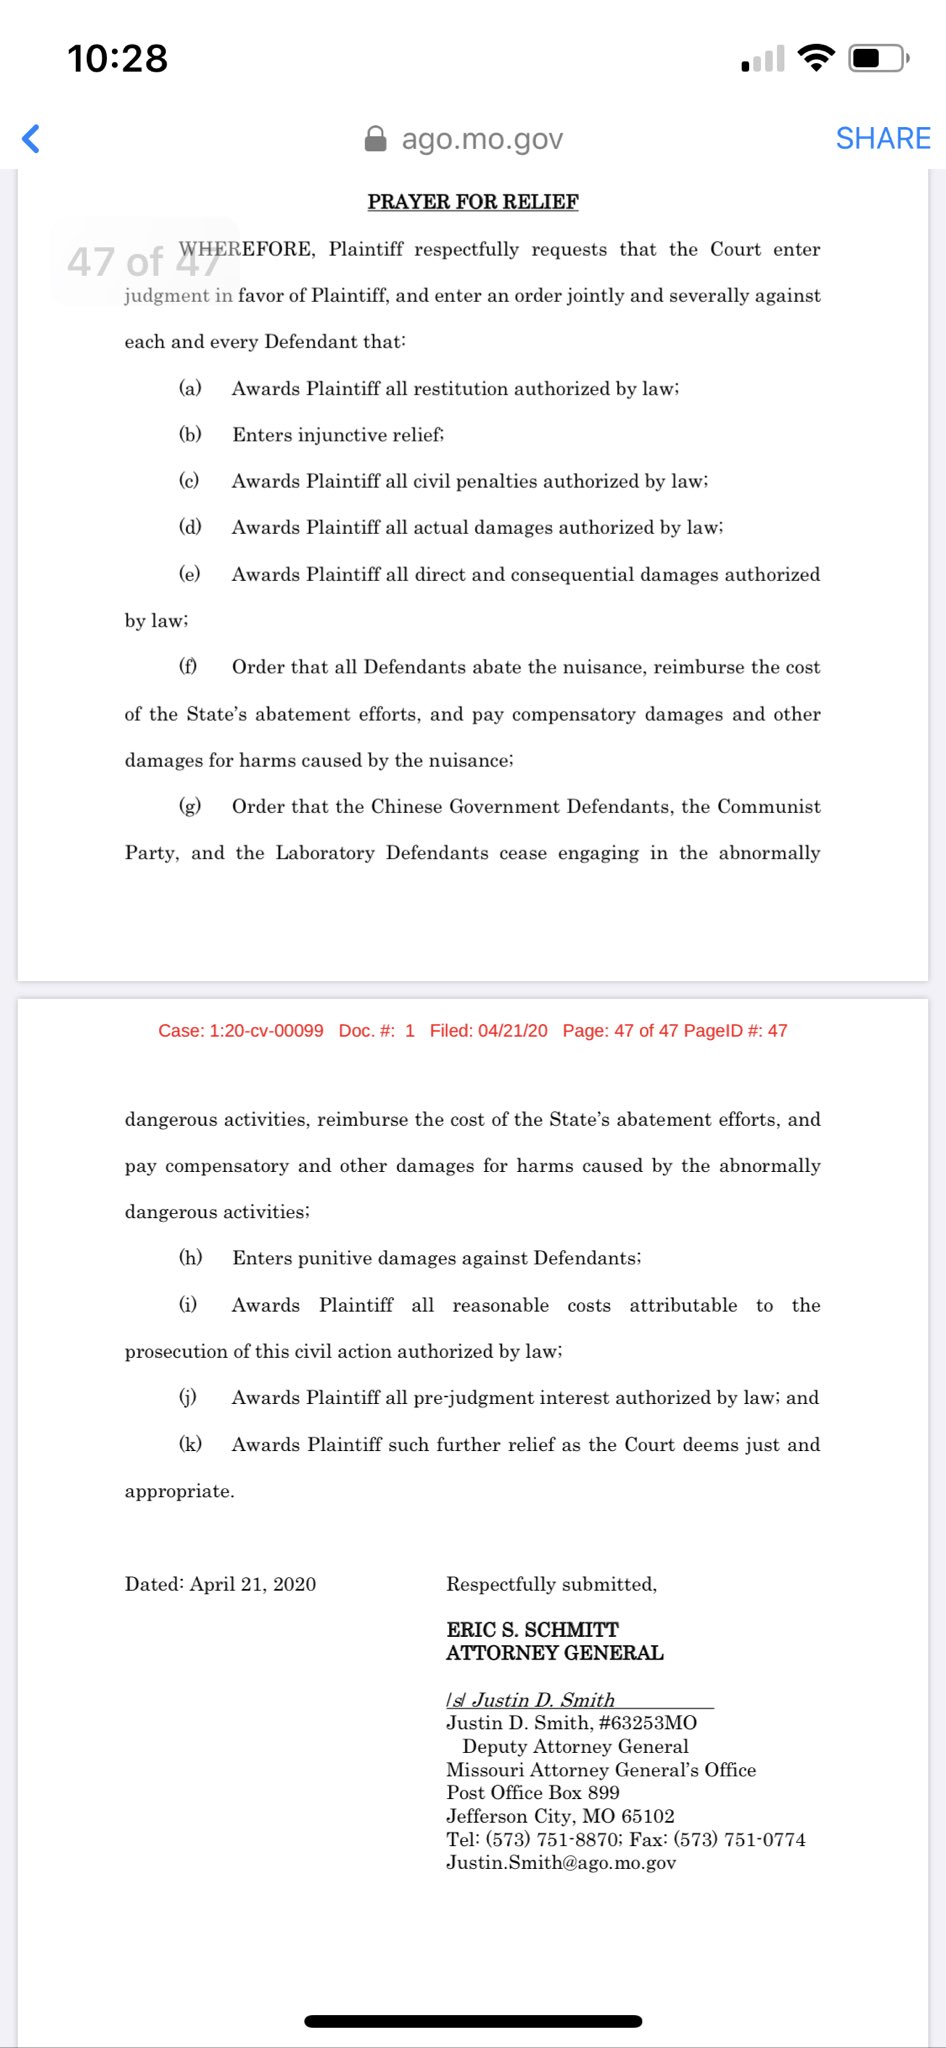 10:28
ago.mo.gov
SHARE
PRAYER FOR RELIEF
47 of 47
WHEREFORE, Plaintiff respectfully requests that the Court enter
judgment in favor of Plaintiff, and enter an order jointly and severally against
each and every Defendant that:
(a) Awards Plaintiff all restitution authorized by law;
(b) Enters injunctive relief;
(c) Awards Plaintiff all civil penalties authorized by law;
(d) Awards Plaintiff all actual damages authorized by law;
(e) Awards Plaintiff all direct and consequential damages authorized
by law;
(f) Order that all Defendants abate the nuisance, reimburse the cost
of the State’s abatement efforts, and pay compensatory damages and other
damages for harms caused by the nuisance;
(g) Order that the Chinese Government Defendants, the Communist
Party, and the Laboratory Defendants cease engaging in the abnormally
Case: 1:20-cv-00099 Doc. #: 1 Filed: 04/21/20 Page: 47 of 47 PageID #: 47
dangerous activities, reimburse the cost of the State’s abatement efforts, and
pay compensatory and other damages for harms caused by the abnormally
dangerous activities;
(h) Enters punitive damages against Defendants;
(i) Awards Plaintiff all reasonable costs attributable to the
prosecution of this civil action authorized by law;
(j) Awards Plaintiff all pre-judgment interest authorized by law; and
(k) Awards Plaintiff such further relief as the Court deems just and
appropriate.
Dated: April 21, 2020 Respectfully submitted,
ERIC S. SCHMITT
ATTORNEY GENERAL
/s/ Justin D. Smith
Justin D. Smith, #63253MO
Deputy Attorney General
Missouri Attorney General’s Office
Post Office Box 899
Jefferson City, MO 65102
Tel: (573) 751-8870; Fax: (573) 751-0774
Justin.Smith@ago.mo.gov